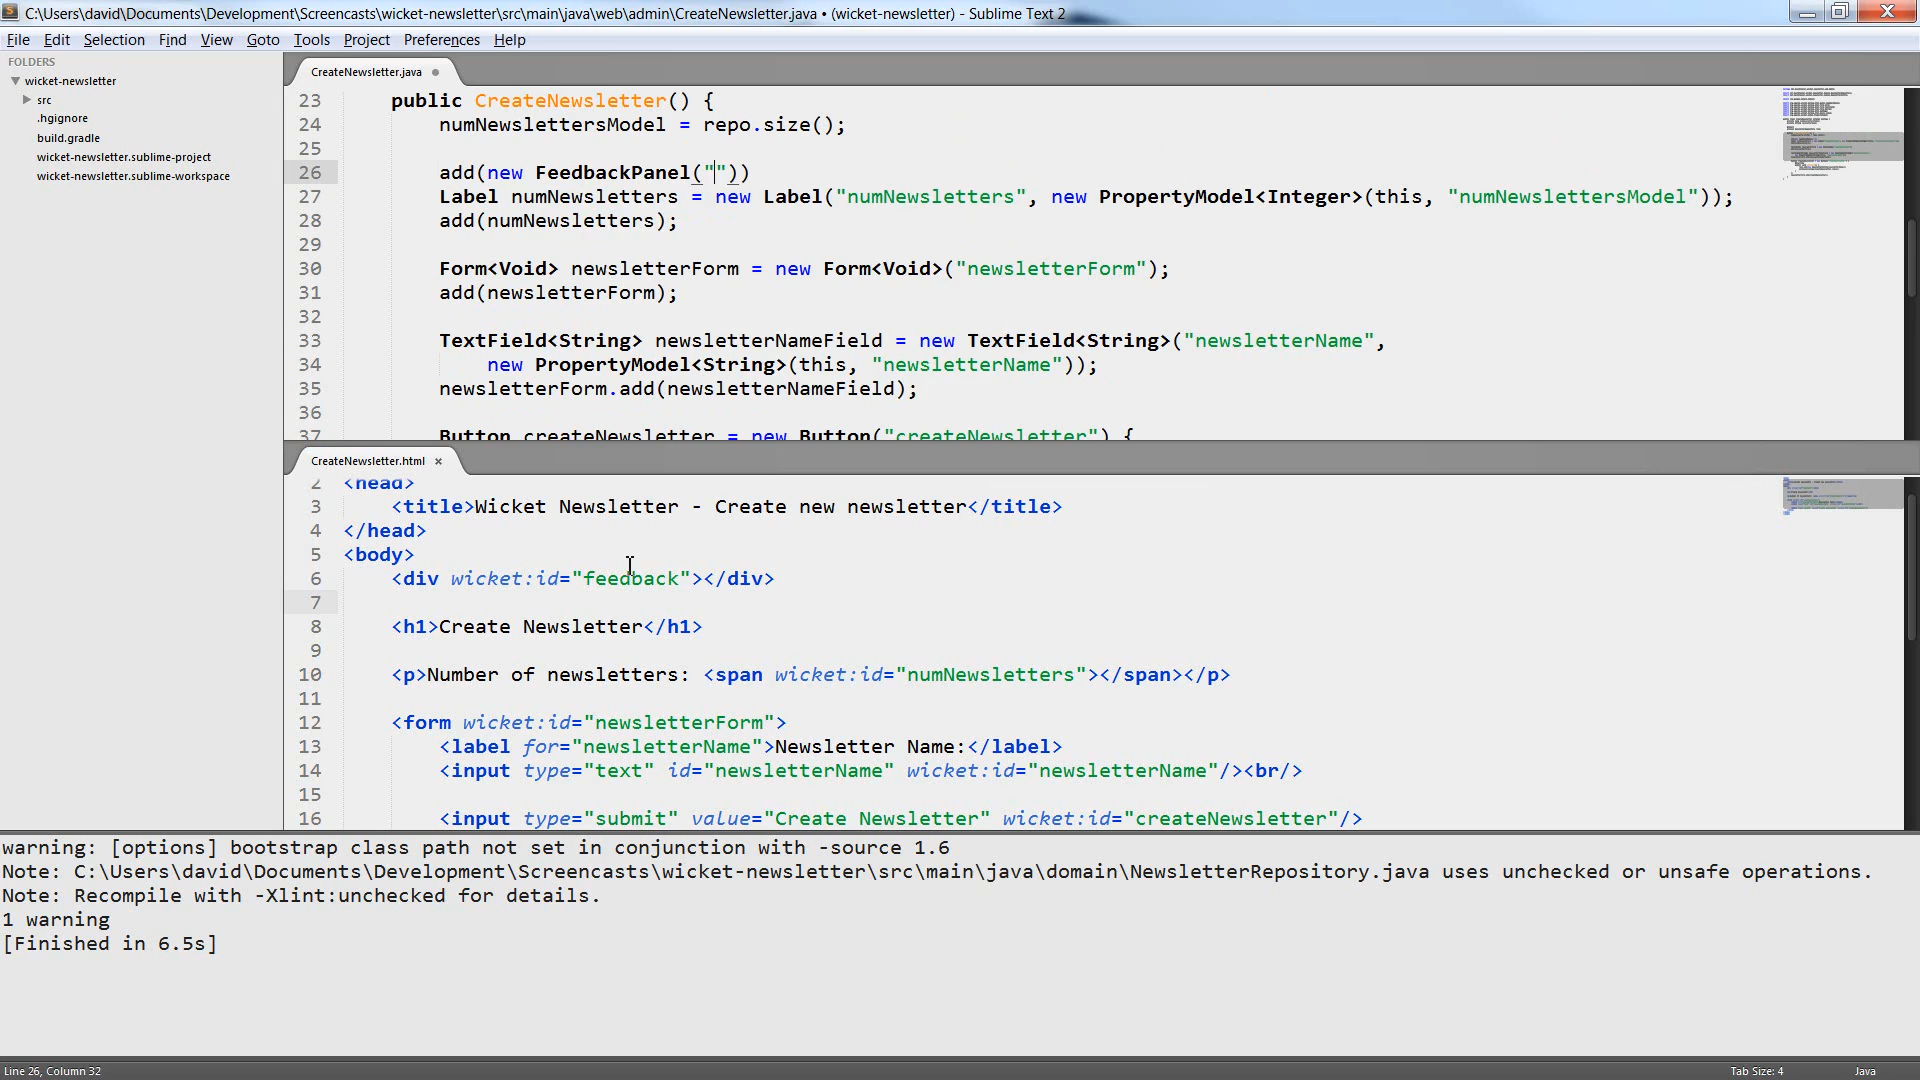 C:\Users\david\Documents\Development\Screencasts\wicket-newsletter\src\main\java\web\admin\CreateNewsletter.java • (wicket-newsletter) - Sublime Text 2
File Edit Selection Find View Goto Tools Project Preferences Help
FOLDERS
wicket-newsletter
src
.hgignore
build.gradle
wicket-newsletter.sublime-project
wicket-newsletter.sublime-workspace
CreateNewsletter.java
23 public CreateNewsletter() {
24 numNewslettersModel = repo.size();
25
26 add(new FeedbackPanel(""))
27 Label numNewsletters = new Label("numNewsletters", new PropertyModel<Integer>(this, "numNewslettersModel"));
28 add(numNewsletters);
29
30 Form<Void> newsletterForm = new Form<Void>("newsletterForm");
31 add(newsletterForm);
32
33 TextField<String> newsletterNameField = new TextField<String>("newsletterName",
34 new PropertyModel<String>(this, "newsletterName"));
35 newsletterForm.add(newsletterNameField);
36
37 Button createNewsletter = new Button("createNewsletter") {
CreateNewsletter.html ×
2 <head>
3 <title>Wicket Newsletter - Create new newsletter</title>
4 </head>
5 <body>
6 <div wicket:id="feedback"></div>
7
8 <h1>Create Newsletter</h1>
9
10 <p>Number of newsletters: <span wicket:id="numNewsletters"></span></p>
11
12 <form wicket:id="newsletterForm">
13 <label for="newsletterName">Newsletter Name:</label>
14 <input type="text" id="newsletterName" wicket:id="newsletterName"/><br/>
15
16 <input type="submit" value="Create Newsletter" wicket:id="createNewsletter"/>
warning: [options] bootstrap class path not set in conjunction with -source 1.6
Note: C:\Users\david\Documents\Development\Screencasts\wicket-newsletter\src\main\java\domain\NewsletterRepository.java uses unchecked or unsafe operations.
Note: Recompile with -Xlint:unchecked for details.
1 warning
[Finished in 6.5s]
Line 26, Column 32
Tab Size: 4
Java